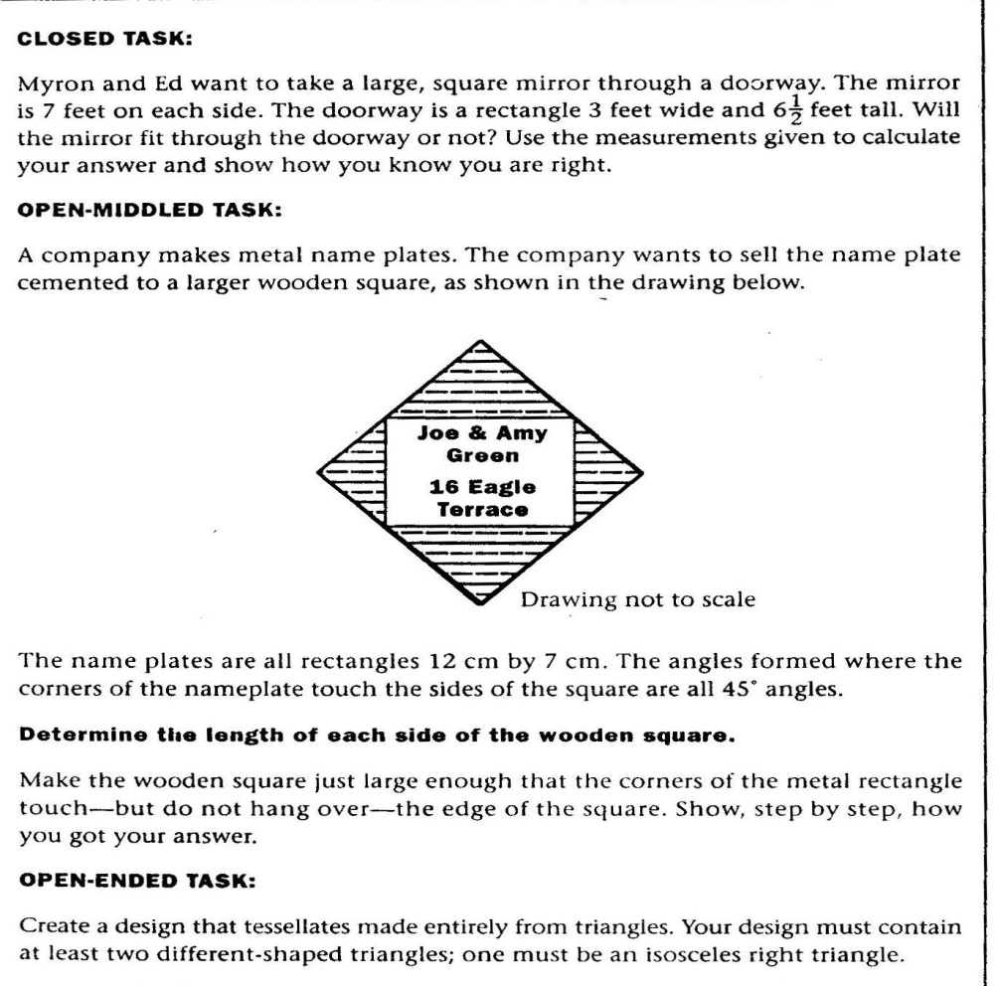 CLOSED TASK:
Myron and Ed want to take a large, square mirror through a doorway. The mirror
is 7 feet on each side. The doorway is a rectangle 3 feet wide and 6½ feet tall. Will
the mirror fit through the doorway or not? Use the measurements given to calculate
your answer and show how you know you are right.
OPEN-MIDDLED TASK:
A company makes metal name plates. The company wants to sell the name plate
cemented to a larger wooden square, as shown in the drawing below.
Joe & Amy
Green
16 Eagle
Terrace
Drawing not to scale
The name plates are all rectangles 12 cm by 7 cm. The angles formed where the
corners of the nameplate touch the sides of the square are all 45° angles.
Determine the length of each side of the wooden square.
Make the wooden square just large enough that the corners of the metal rectangle
touch—but do not hang over—the edge of the square. Show, step by step, how
you got your answer.
OPEN-ENDED TASK:
Create a design that tessellates made entirely from triangles. Your design must contain
at least two different-shaped triangles; one must be an isosceles right triangle.